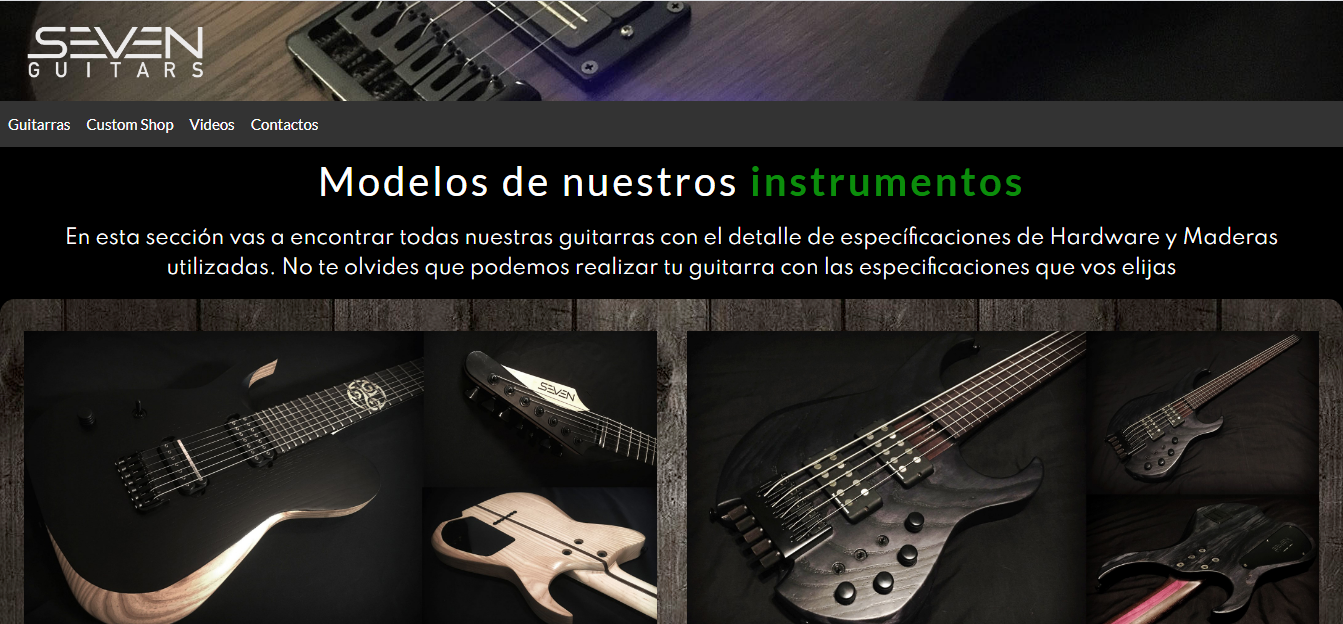 SEVEN
GUITARS
Guitarras Custom Shop Videos Contactos
Modelos de nuestros instrumentos
En esta sección vas a encontrar todas nuestras guitarras con el detalle de específicaciones de Hardware y Maderas
utilizadas. No te olvides que podemos realizar tu guitarra con las especificaciones que vos elijas
SEVEN